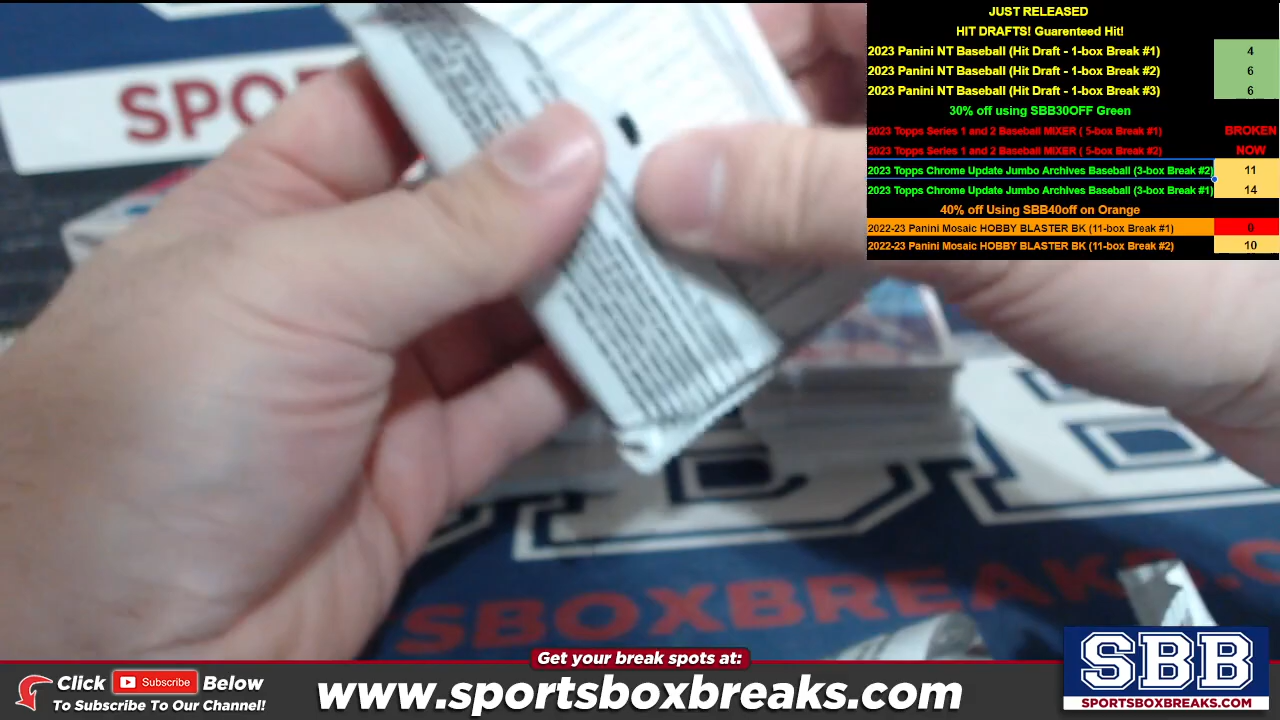 JUST RELEASED
HIT DRAFTS! Guarenteed Hit!
2023 Panini NT Baseball (Hit Draft - 1-box Break #1) 4
2023 Panini NT Baseball (Hit Draft - 1-box Break #2) 6
2023 Panini NT Baseball (Hit Draft - 1-box Break #3) 6
30% off using SBB30OFF Green
2023 Topps Series 1 and 2 Baseball MIXER ( 5-box Break #1) BROKEN
2023 Topps Series 1 and 2 Baseball MIXER ( 5-box Break #2) NOW
2023 Topps Chrome Update Jumbo Archives Baseball (3-box Break #2) 11
2023 Topps Chrome Update Jumbo Archives Baseball (3-box Break #1) 14
40% off Using SBB40off on Orange
2022-23 Panini Mosaic HOBBY BLASTER BK (11-box Break #1) 0
2022-23 Panini Mosaic HOBBY BLASTER BK (11-box Break #2) 10
SPO
SBOXBREAKS.C
Get your break spots at:
Click Subscribe Below
To Subscribe To Our Channel!
www.sportsboxbreaks.com
SBB
SPORTSBOXBREAKS.COM